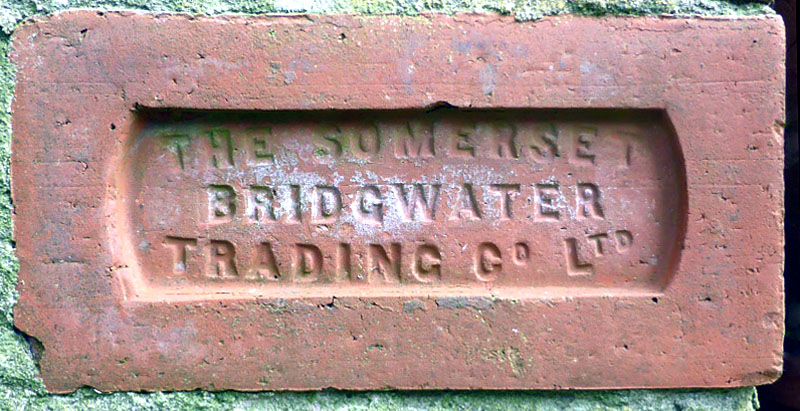 THE SOMERSET
BRIDGWATER
TRADING Co LTD